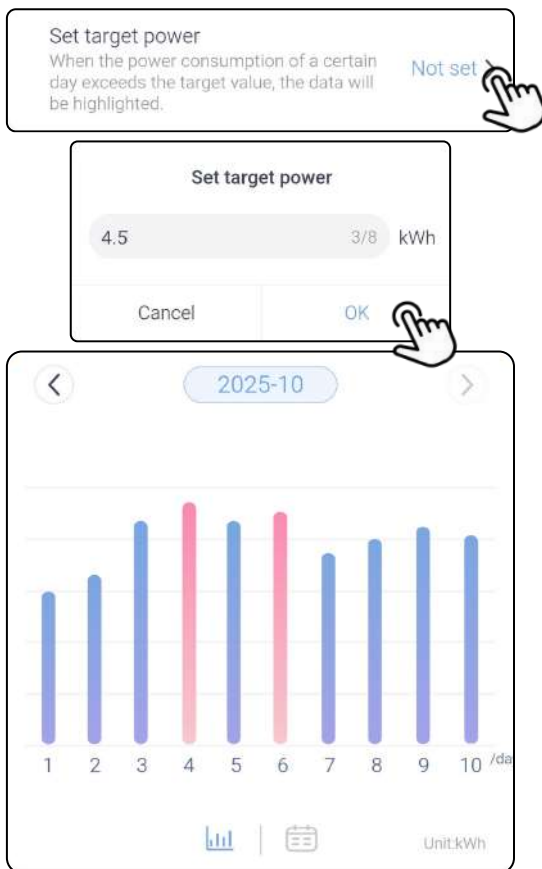 Set target power
When the power consumption of a certain
day exceeds the target value, the data will
be highlighted.
Not set
Set target power
4.5 3/8 kWh
Cancel OK
2025-10
1 2 3 4 5 6 7 8 9 10 /da
Unit:kWh